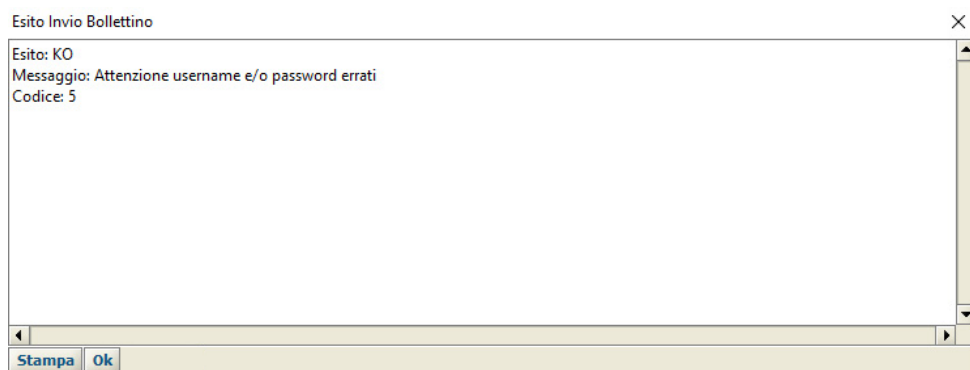 Esito Invio Bollettino
Esito: KO
Messaggio: Attenzione username e/o password errati
Codice: 5
Stampa Ok